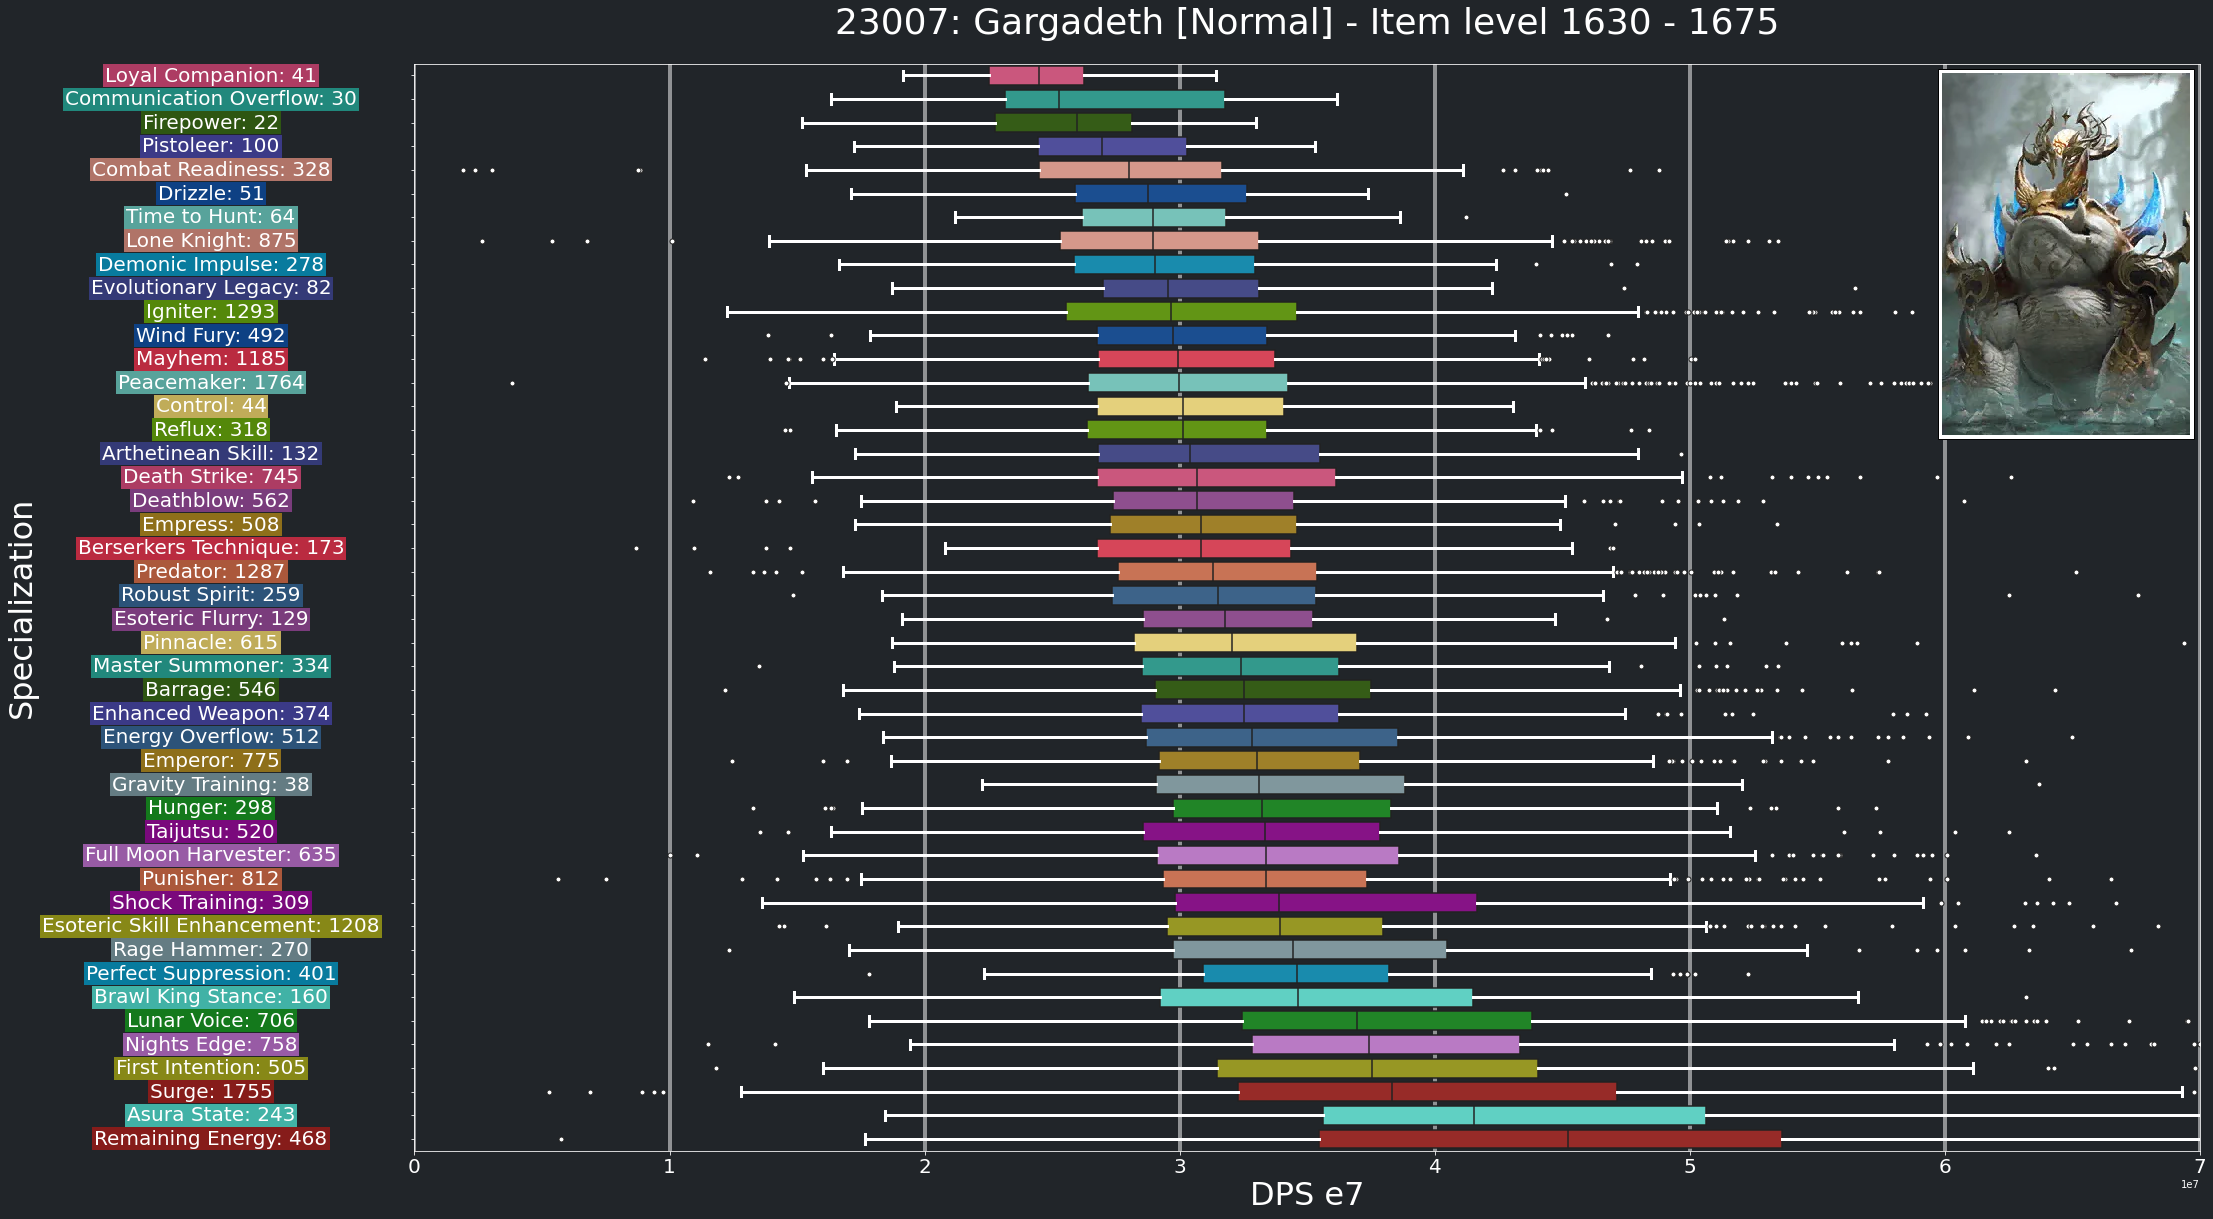 23007: Gargadeth [Normal] - Item level 1630 - 1675
Specialization
Loyal Companion: 41
Communication Overflow: 30
Firepower: 22
Pistoleer: 100
Combat Readiness: 328
Drizzle: 51
Time to Hunt: 64
Lone Knight: 875
Demonic Impulse: 278
Evolutionary Legacy: 82
Igniter: 1293
Wind Fury: 492
Mayhem: 1185
Peacemaker: 1764
Control: 44
Reflux: 318
Arthetinean Skill: 132
Death Strike: 745
Deathblow: 562
Empress: 508
Berserkers Technique: 173
Predator: 1287
Robust Spirit: 259
Esoteric Flurry: 129
Pinnacle: 615
Master Summoner: 334
Barrage: 546
Enhanced Weapon: 374
Energy Overflow: 512
Emperor: 775
Gravity Training: 38
Hunger: 298
Taijutsu: 520
Full Moon Harvester: 635
Punisher: 812
Shock Training: 309
Esoteric Skill Enhancement: 1208
Rage Hammer: 270
Perfect Suppression: 401
Brawl King Stance: 160
Lunar Voice: 706
Nights Edge: 758
First Intention: 505
Surge: 1755
Asura State: 243
Remaining Energy: 468
0 1 2 3 4 5 6 7
1e7
DPS e7